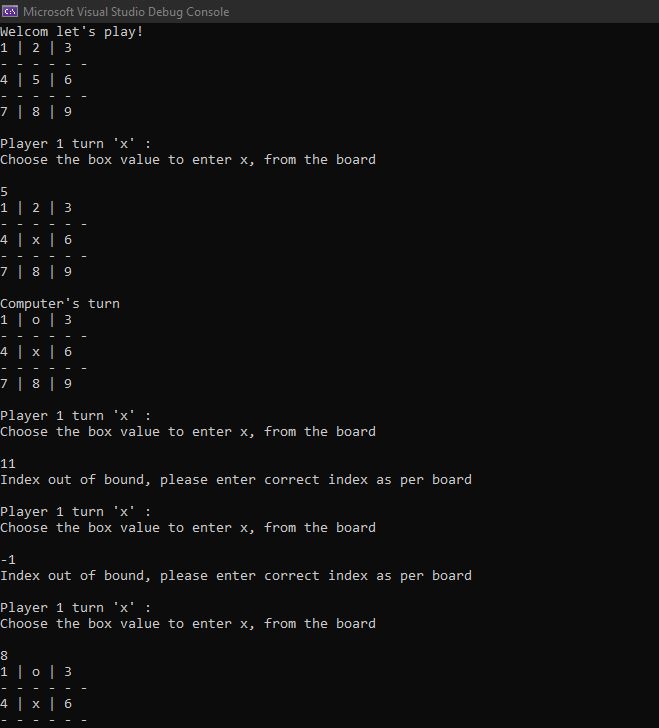 Microsoft Visual Studio Debug Console
Welcom let's play!
1 | 2 | 3
- - - - - -
4 | 5 | 6
- - - - - -
7 | 8 | 9
Player 1 turn 'x' :
Choose the box value to enter x, from the board
5
1 | 2 | 3
- - - - - -
4 | x | 6
- - - - - -
7 | 8 | 9
Computer's turn
1 | o | 3
- - - - - -
4 | x | 6
- - - - - -
7 | 8 | 9
Player 1 turn 'x' :
Choose the box value to enter x, from the board
11
Index out of bound, please enter correct index as per board
Player 1 turn 'x' :
Choose the box value to enter x, from the board
-1
Index out of bound, please enter correct index as per board
Player 1 turn 'x' :
Choose the box value to enter x, from the board
8
1 | o | 3
- - - - - -
4 | x | 6
- - - - - -